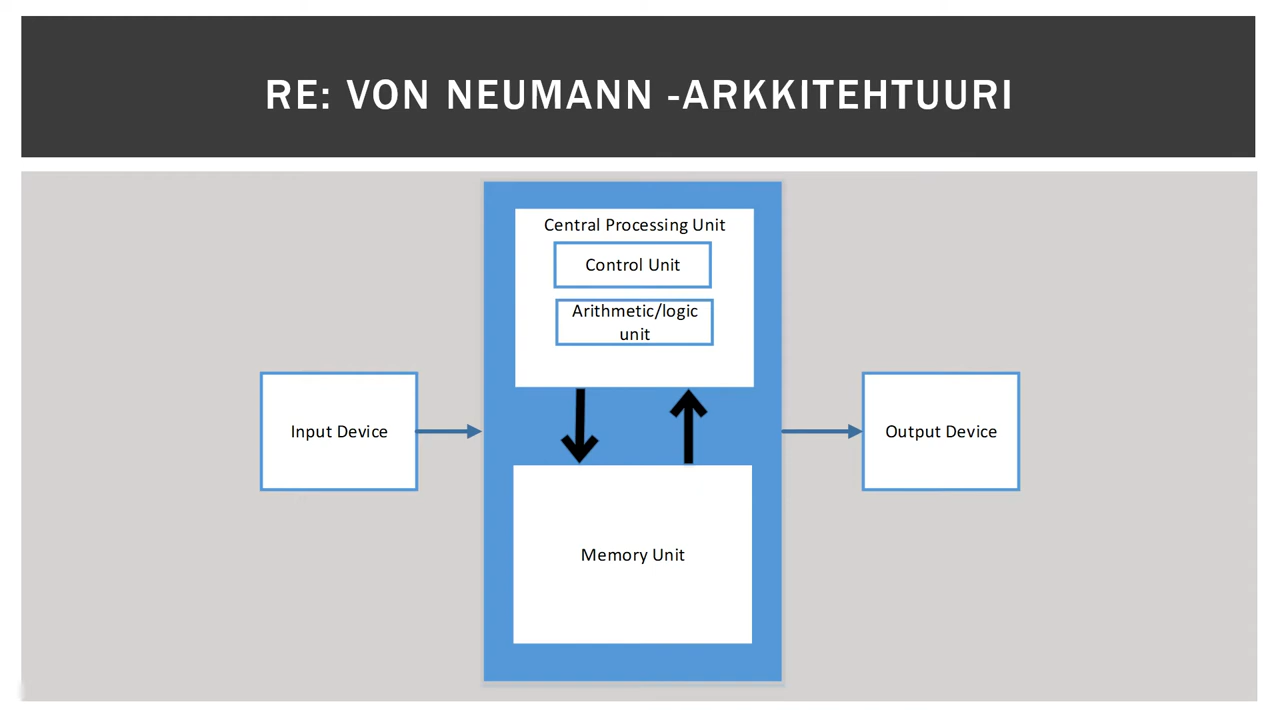 RE: VON NEUMANN -ARKKITEHTUURI
Central Processing Unit
Control Unit
Arithmetic/logic
unit
Input Device
Output Device
Memory Unit